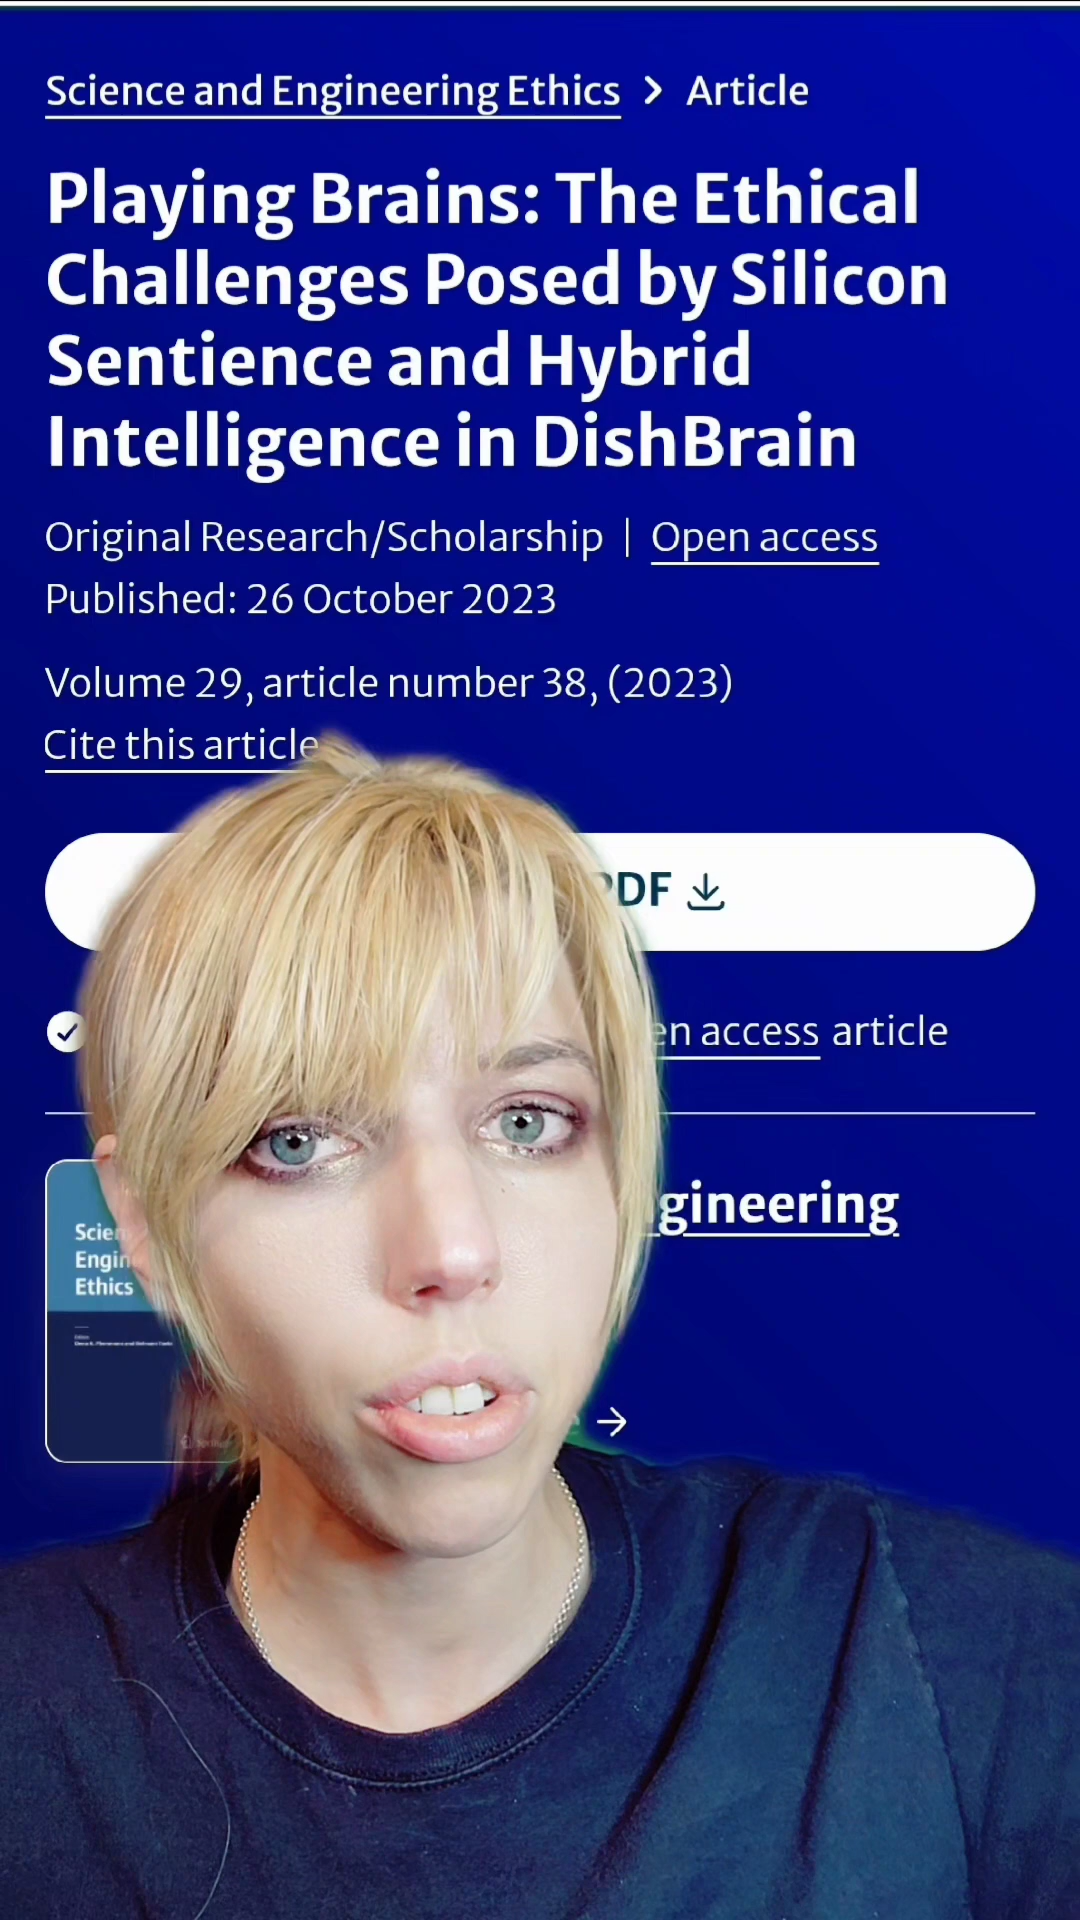 Science and Engineering Ethics > Article
Playing Brains: The Ethical
Challenges Posed by Silicon
Sentience and Hybrid
Intelligence in DishBrain
Original Research/Scholarship | Open access
Published: 26 October 2023
Volume 29, article number 38, (2023)
Cite this article
PDF
access article
gineering
Ethics